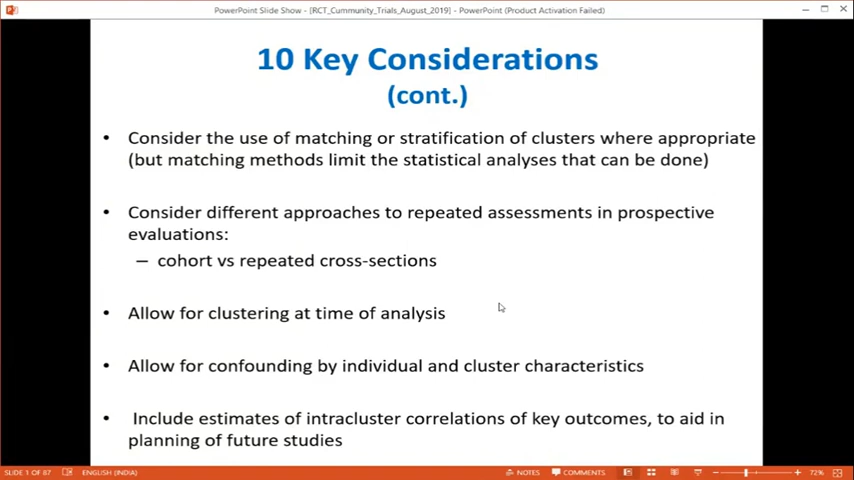 PowerPoint Slide Show - [RCT_Cummunity_Trials_August_2019] - PowerPoint (Product Activation Failed)
10 Key Considerations
(cont.)
• Consider the use of matching or stratification of clusters where appropriate
(but matching methods limit the statistical analyses that can be done)
• Consider different approaches to repeated assessments in prospective
evaluations:
– cohort vs repeated cross-sections
• Allow for clustering at time of analysis
• Allow for confounding by individual and cluster characteristics
• Include estimates of intracluster correlations of key outcomes, to aid in
planning of future studies
SLIDE 1 OF 87 ENGLISH (INDIA) NOTES COMMENTS 72%